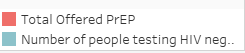 Total Offered PrEP
Number of people testing HIV neg..